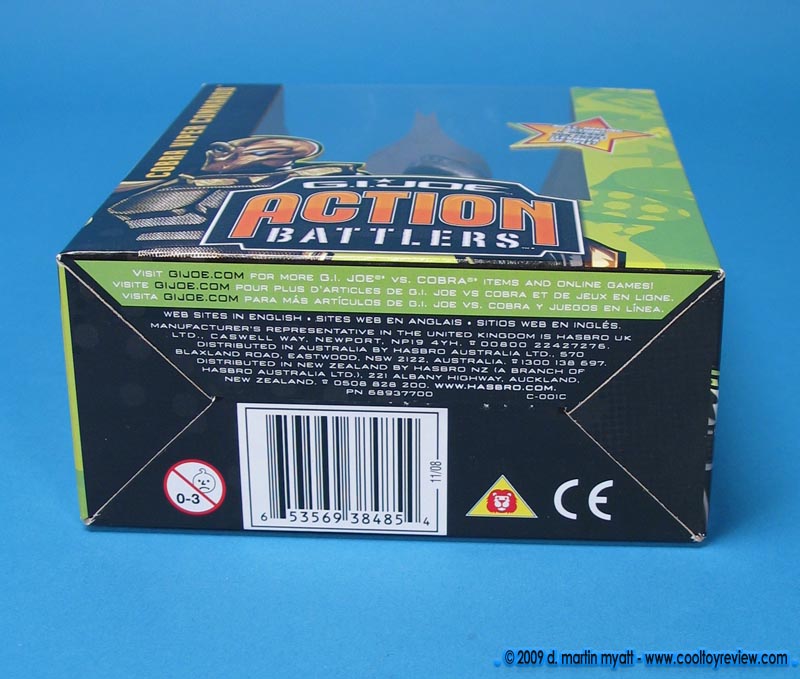 COBRA VIPER COMMANDO
G.I. JOE
ACTION
BATTLERS™
VISIT GIJOE.COM FOR MORE G.I. JOE® VS. COBRA® ITEMS AND ONLINE GAMES!
VISITE GIJOE.COM POUR PLUS D'ARTICLES DE G.I. JOE VS COBRA ET DE JEUX EN LIGNE.
VISITA GIJOE.COM PARA MÁS ARTÍCULOS DE G.I. JOE VS. COBRA Y JUEGOS EN LÍNEA.
WEB SITES IN ENGLISH • SITES WEB EN ANGLAIS • SITIOS WEB EN INGLÉS.
MANUFACTURER'S REPRESENTATIVE IN THE UNITED KINGDOM IS HASBRO UK
LTD., CASWELL WAY, NEWPORT, NP19 4YH. ☎ 00800 22427276.
DISTRIBUTED IN AUSTRALIA BY HASBRO AUSTRALIA LTD., 570
BLAXLAND ROAD, EASTWOOD, NSW 2122, AUSTRALIA. ☎ 1300 138 697.
DISTRIBUTED IN NEW ZEALAND BY HASBRO NZ (A BRANCH OF
HASBRO AUSTRALIA LTD.), 221 ALBANY HIGHWAY, AUCKLAND,
NEW ZEALAND. ☎ 0508 828 200. WWW.HASBRO.COM.
PN 68937700 C-001C
0-3
6 53569 38485 4
11/08
CE
© 2009 d. martin myatt - www.cooltoyreview.com